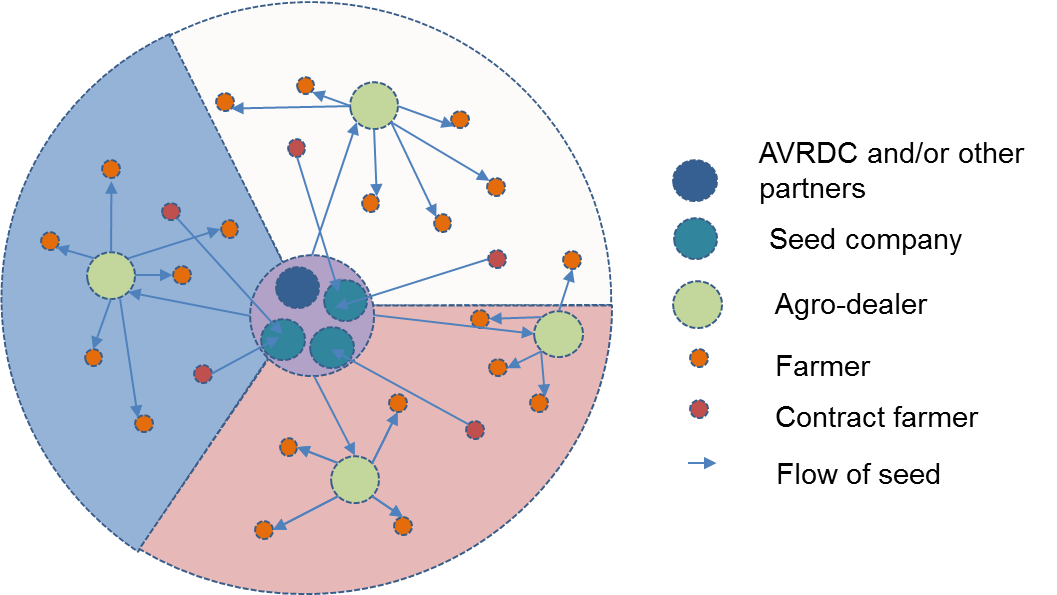 AVRDC and/or other
partners
Seed company
Agro-dealer
Farmer
Contract farmer
Flow of seed